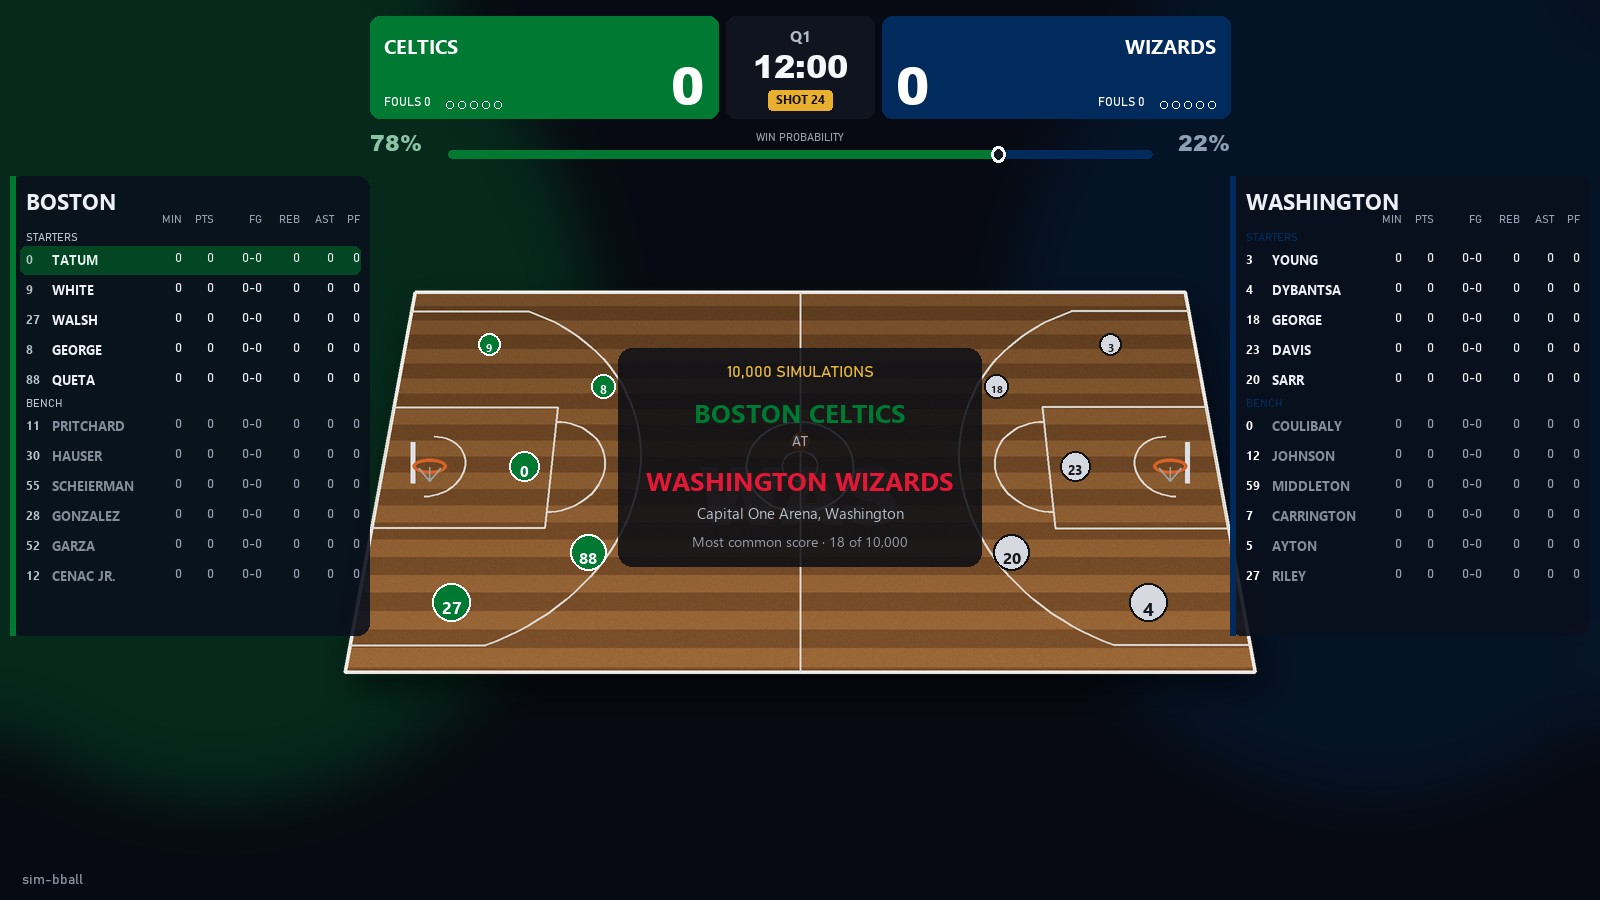 CELTICS
0
FOULS 0
Q1
12:00
SHOT 24
WIZARDS
0
FOULS 0
78%
WIN PROBABILITY
22%
BOSTON
MIN PTS FG REB AST PF
STARTERS
0 TATUM 0 0 0-0 0 0 0
9 WHITE 0 0 0-0 0 0 0
27 WALSH 0 0 0-0 0 0 0
8 GEORGE 0 0 0-0 0 0 0
88 QUETA 0 0 0-0 0 0 0
BENCH
11 PRITCHARD 0 0 0-0 0 0 0
30 HAUSER 0 0 0-0 0 0 0
55 SCHEIERMAN 0 0 0-0 0 0 0
28 GONZALEZ 0 0 0-0 0 0 0
52 GARZA 0 0 0-0 0 0 0
12 CENAC JR. 0 0 0-0 0 0 0
9
8
0
88
27
10,000 SIMULATIONS
BOSTON CELTICS
AT
WASHINGTON WIZARDS
Capital One Arena, Washington
Most common score · 18 of 10,000
3
18
23
20
4
WASHINGTON
MIN PTS FG REB AST PF
STARTERS
3 YOUNG 0 0 0-0 0 0 0
4 DYBANTSA 0 0 0-0 0 0 0
18 GEORGE 0 0 0-0 0 0 0
23 DAVIS 0 0 0-0 0 0 0
20 SARR 0 0 0-0 0 0 0
BENCH
0 COULIBALY 0 0 0-0 0 0 0
12 JOHNSON 0 0 0-0 0 0 0
59 MIDDLETON 0 0 0-0 0 0 0
7 CARRINGTON 0 0 0-0 0 0 0
5 AYTON 0 0 0-0 0 0 0
27 RILEY 0 0 0-0 0 0 0
sim-bball